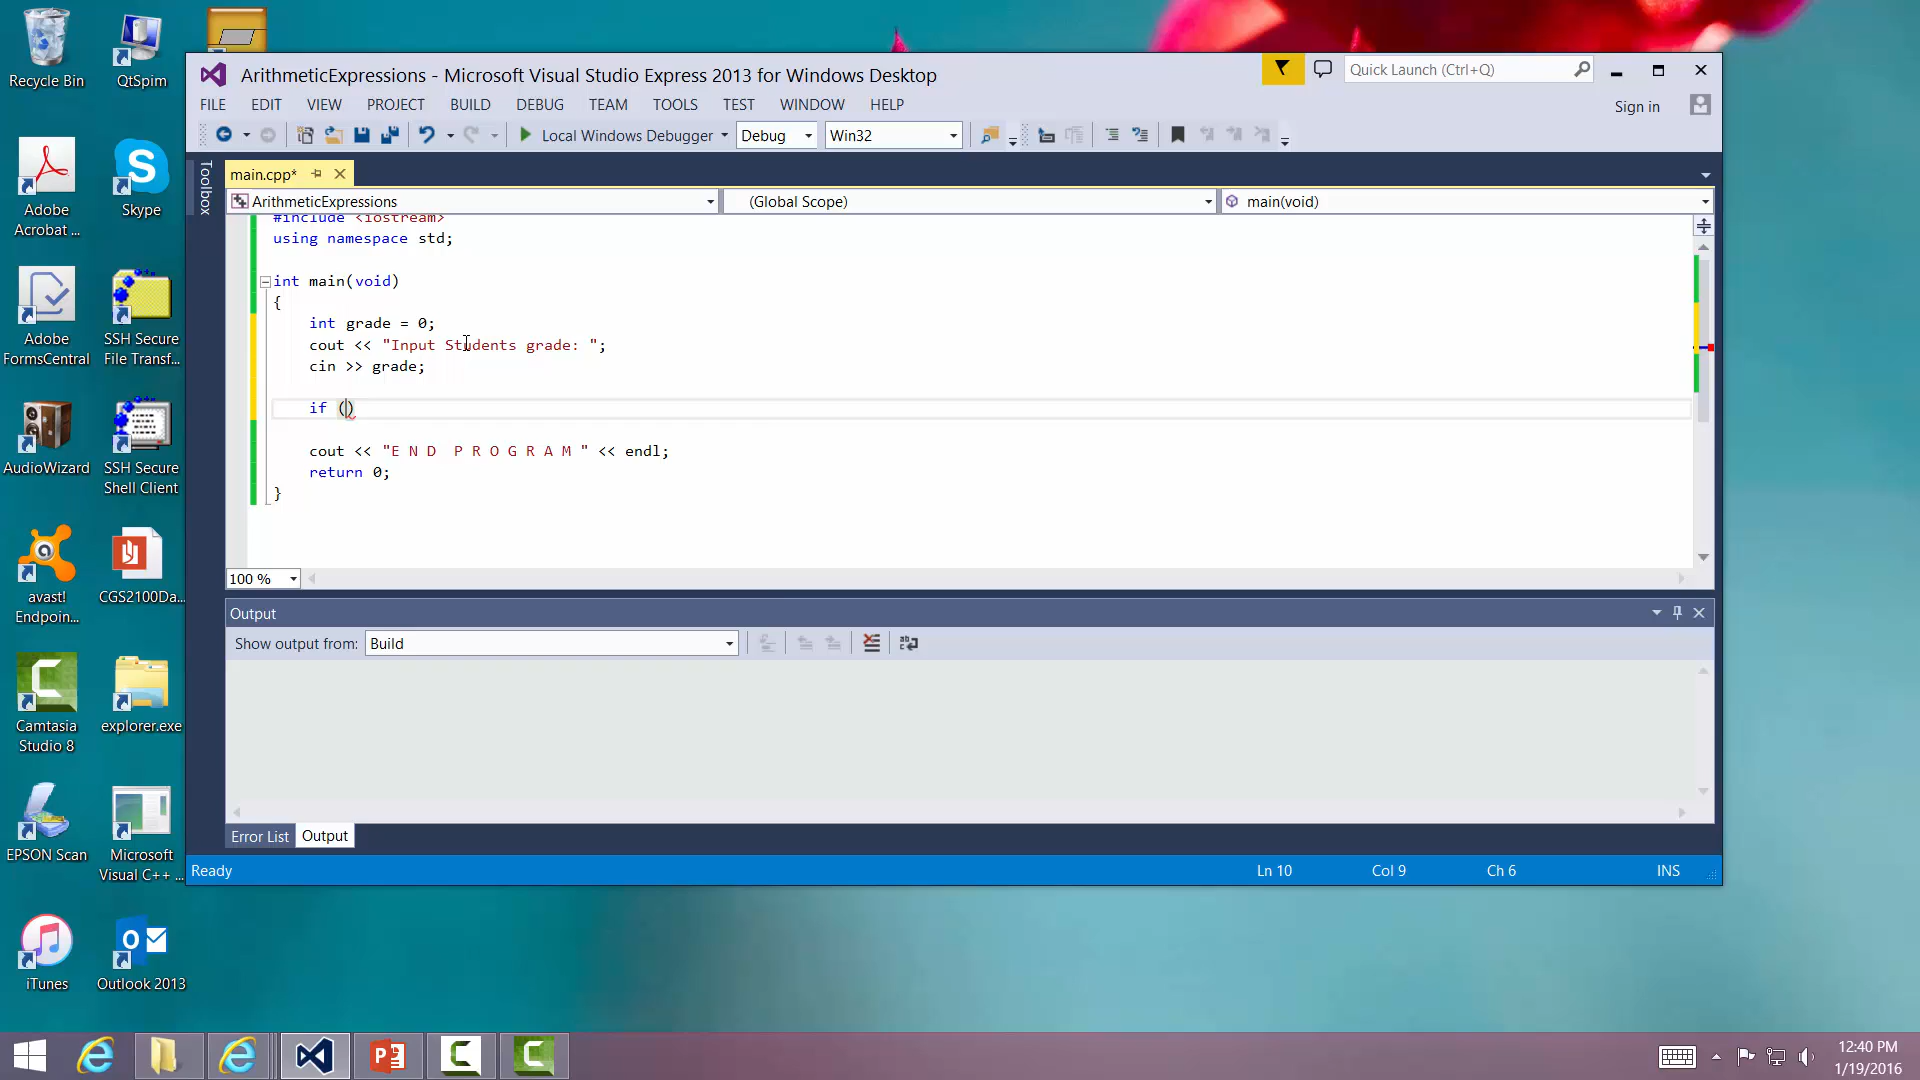 Recycle Bin
QtSpim
Adobe
Acrobat ...
Skype
Adobe
FormsCentral
SSH Secure
File Transf...
AudioWizard
SSH Secure
Shell Client
avast!
Endpoin...
CGS2100Da...
Camtasia
Studio 8
explorer.exe
EPSON Scan
Microsoft
Visual C++ ...
iTunes
Outlook 2013
ArithmeticExpressions - Microsoft Visual Studio Express 2013 for Windows Desktop
Quick Launch (Ctrl+Q)
FILE EDIT VIEW PROJECT BUILD DEBUG TEAM TOOLS TEST WINDOW HELP
Sign in
Local Windows Debugger Debug Win32
Toolbox
main.cpp*
ArithmeticExpressions (Global Scope) main(void)
#include <iostream>
using namespace std;
int main(void)
{
int grade = 0;
cout << "Input Students grade: ";
cin >> grade;
if ()
cout << "E N D  P R O G R A M " << endl;
return 0;
}
100 %
Output
Show output from: Build
Error List Output
Ready Ln 10 Col 9 Ch 6 INS
12:40 PM
1/19/2016